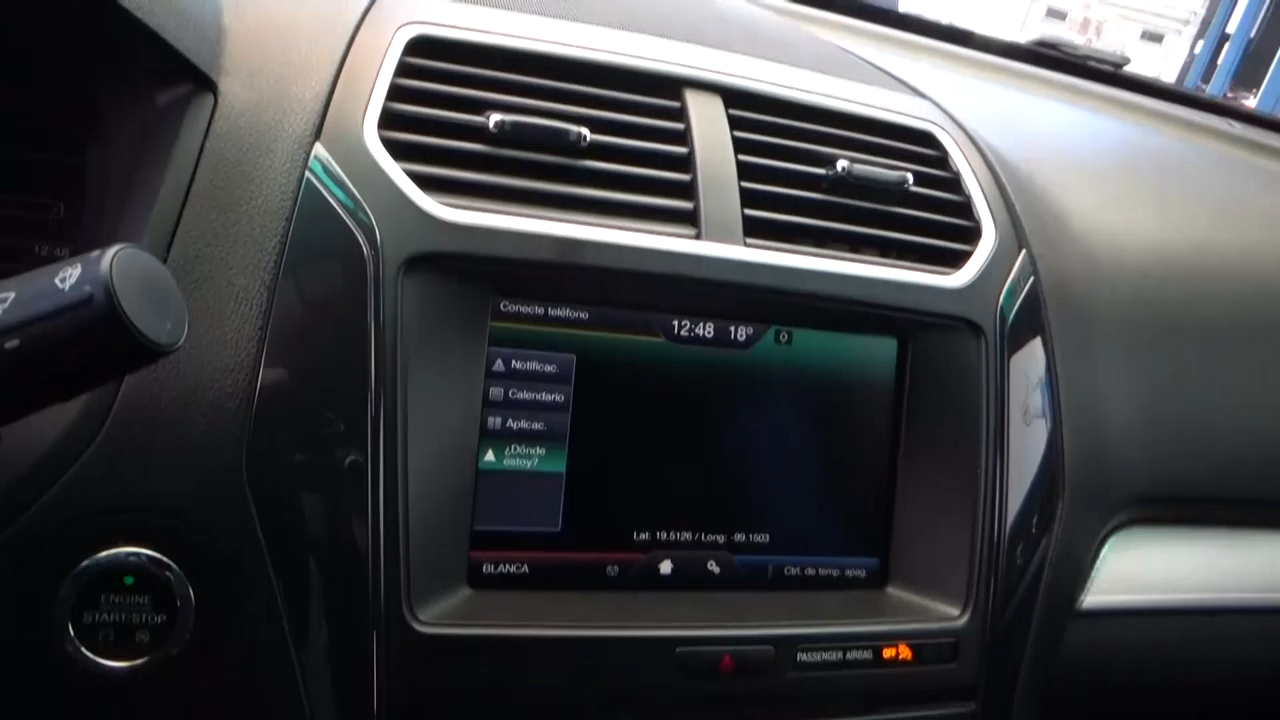 12:48
Conecte teléfono
12:48 18°
Notificac.
Calendario
Aplicac.
¿Dónde
estoy?
Lat: 19.5126 / Long: -99.1503
BLANCA
Ctrl. de temp. apag.
ENGINE
START/STOP
PASSENGER AIRBAG OFF